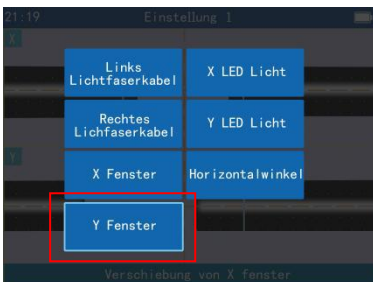 21:19 Einstellung 1
X
Links
Lichtfaserkabel
X LED Licht
Rechtes
Lichfaserkabel
Y LED Licht
Y
X Fenster
Horizontalwinkel
Y Fenster
Verschiebung von X fenster